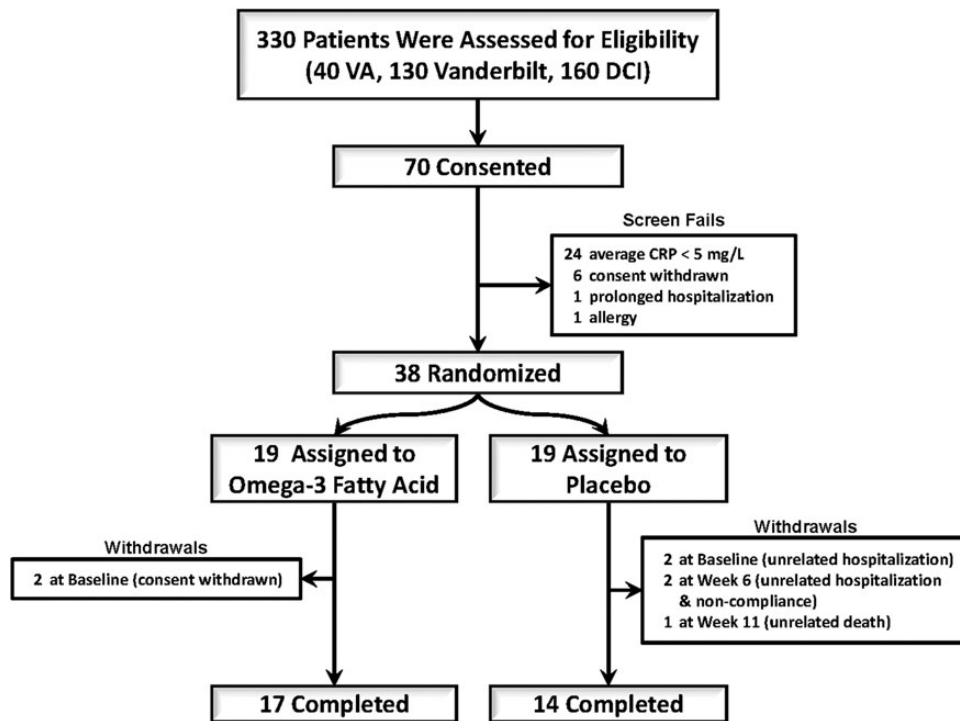 330 Patients Were Assessed for Eligibility
(40 VA, 130 Vanderbilt, 160 DCI)
70 Consented
Screen Fails
24 average CRP < 5 mg/L
6 consent withdrawn
1 prolonged hospitalization
1 allergy
38 Randomized
19 Assigned to
Omega-3 Fatty Acid
19 Assigned to
Placebo
Withdrawals
2 at Baseline (consent withdrawn)
Withdrawals
2 at Baseline (unrelated hospitalization)
2 at Week 6 (unrelated hospitalization
& non-compliance)
1 at Week 11 (unrelated death)
17 Completed
14 Completed